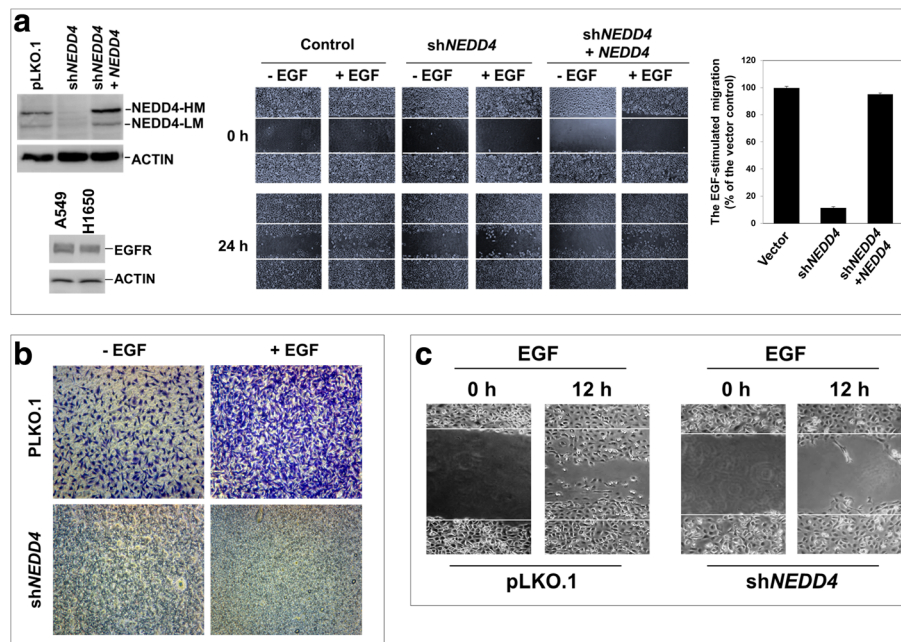 a
pLKO.1
shNEDD4
shNEDD4
+ NEDD4
NEDD4-HM
NEDD4-LM
ACTIN
A549
H1650
EGFR
ACTIN
Control
shNEDD4
shNEDD4
+ NEDD4
- EGF
+ EGF
- EGF
+ EGF
- EGF
+ EGF
0 h
24 h
The EGF-stimulated migration
(% of the vector control)
120
100
80
60
40
20
0
Vector
shNEDD4
shNEDD4
+NEDD4
b
- EGF
+ EGF
PLKO.1
shNEDD4
c
EGF
EGF
0 h
12 h
0 h
12 h
pLKO.1
shNEDD4